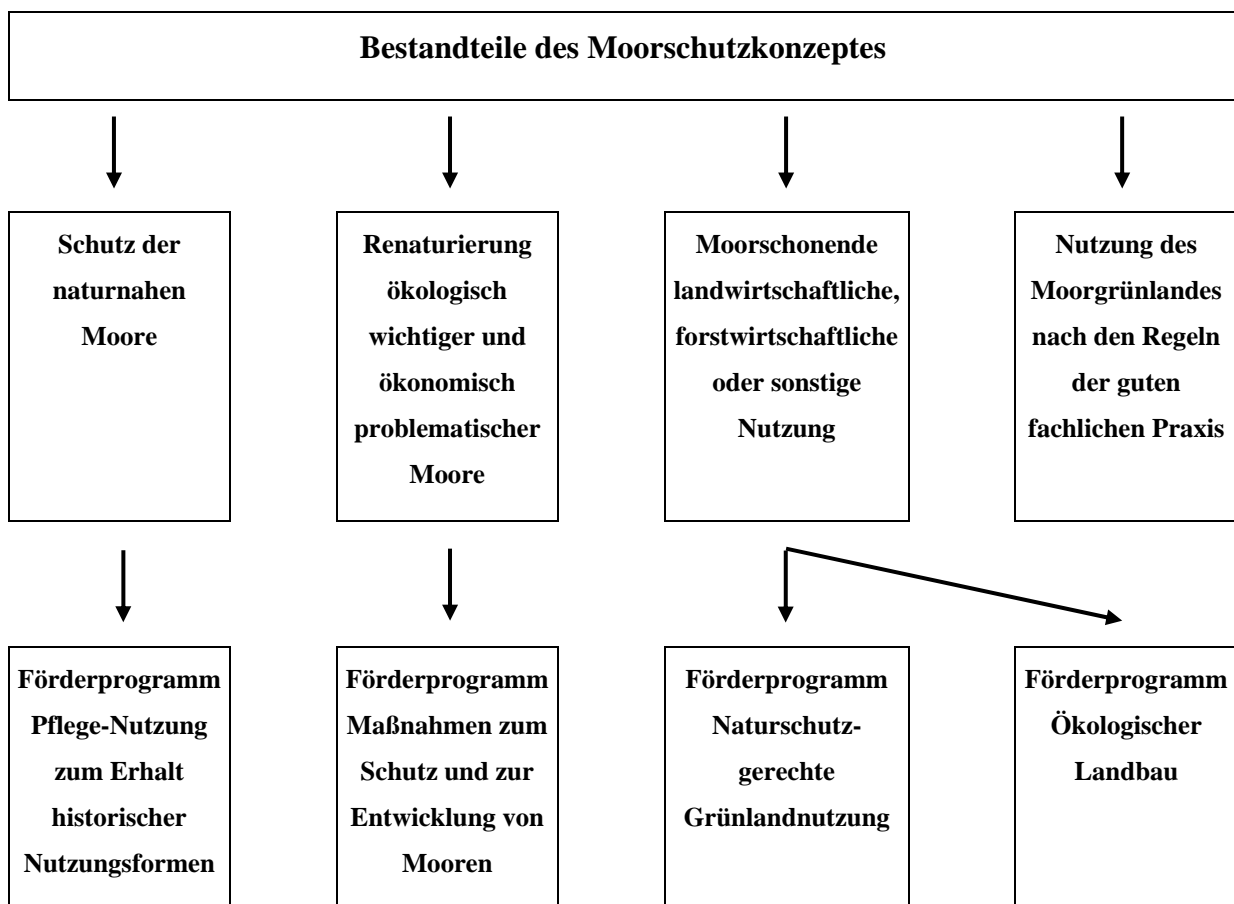 Bestandteile des Moorschutzkonzeptes
Schutz der
naturnahen
Moore
Renaturierung
ökologisch
wichtiger und
ökonomisch
problematischer
Moore
Moorschonende
landwirtschaftliche,
forstwirtschaftliche
oder sonstige
Nutzung
Nutzung des
Moorgrünlandes
nach den Regeln
der guten
fachlichen Praxis
Förderprogramm
Pflege-Nutzung
zum Erhalt
historischer
Nutzungsformen
Förderprogramm
Maßnahmen zum
Schutz und zur
Entwicklung von
Mooren
Förderprogramm
Naturschutz-
gerechte
Grünlandnutzung
Förderprogramm
Ökologischer
Landbau